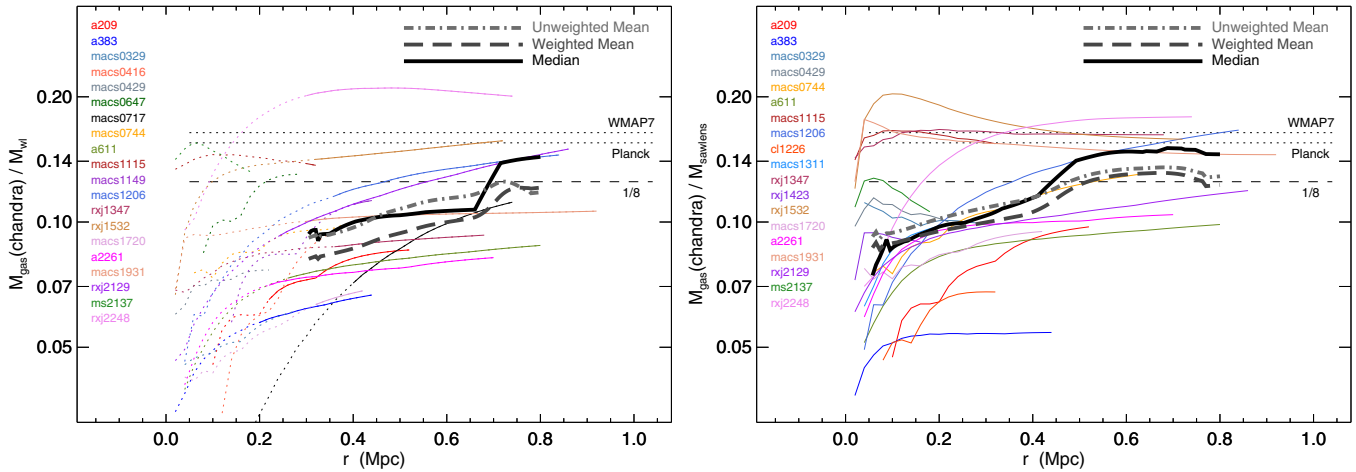 a209
a383
macs0329
macs0416
macs0429
macs0647
macs0717
macs0744
a611
macs1115
macs1149
macs1206
rxj1347
rxj1532
macs1720
a2261
macs1931
rxj2129
ms2137
rxj2248
Unweighted Mean
Weighted Mean
Median
WMAP7
Planck
1/8
0.20
0.14
0.10
0.07
0.05
M_gas(chandra) / M_wl
0.0 0.2 0.4 0.6 0.8 1.0
r (Mpc)
a209
a383
macs0329
macs0429
macs0744
a611
macs1115
macs1206
cl1226
macs1311
rxj1347
rxj1423
rxj1532
macs1720
a2261
macs1931
rxj2129
ms2137
rxj2248
Unweighted Mean
Weighted Mean
Median
WMAP7
Planck
1/8
0.20
0.14
0.10
0.07
0.05
M_gas(chandra) / M_sawlens
0.0 0.2 0.4 0.6 0.8 1.0
r (Mpc)